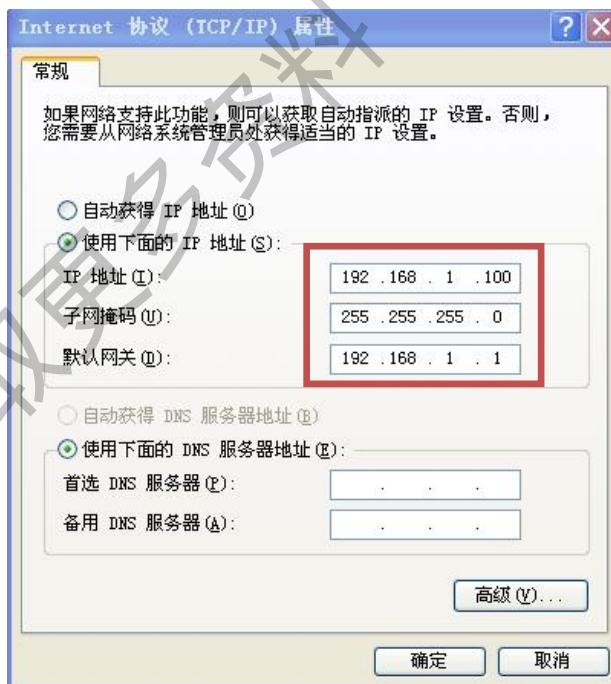 Internet 协议 (TCP/IP) 属性
常规
如果网络支持此功能，则可以获取自动指派的 IP 设置。否则，
您需要从网络系统管理员处获得适当的 IP 设置。
自动获得 IP 地址(O)
使用下面的 IP 地址(S):
IP 地址(I): 192 .168 . 1 .100
子网掩码(U): 255 .255 .255 . 0
默认网关(D): 192 .168 . 1 . 1
自动获得 DNS 服务器地址(B)
使用下面的 DNS 服务器地址(E):
首选 DNS 服务器(P): . . .
备用 DNS 服务器(A): . . .
高级(V)...
确定 取消
取更多资料